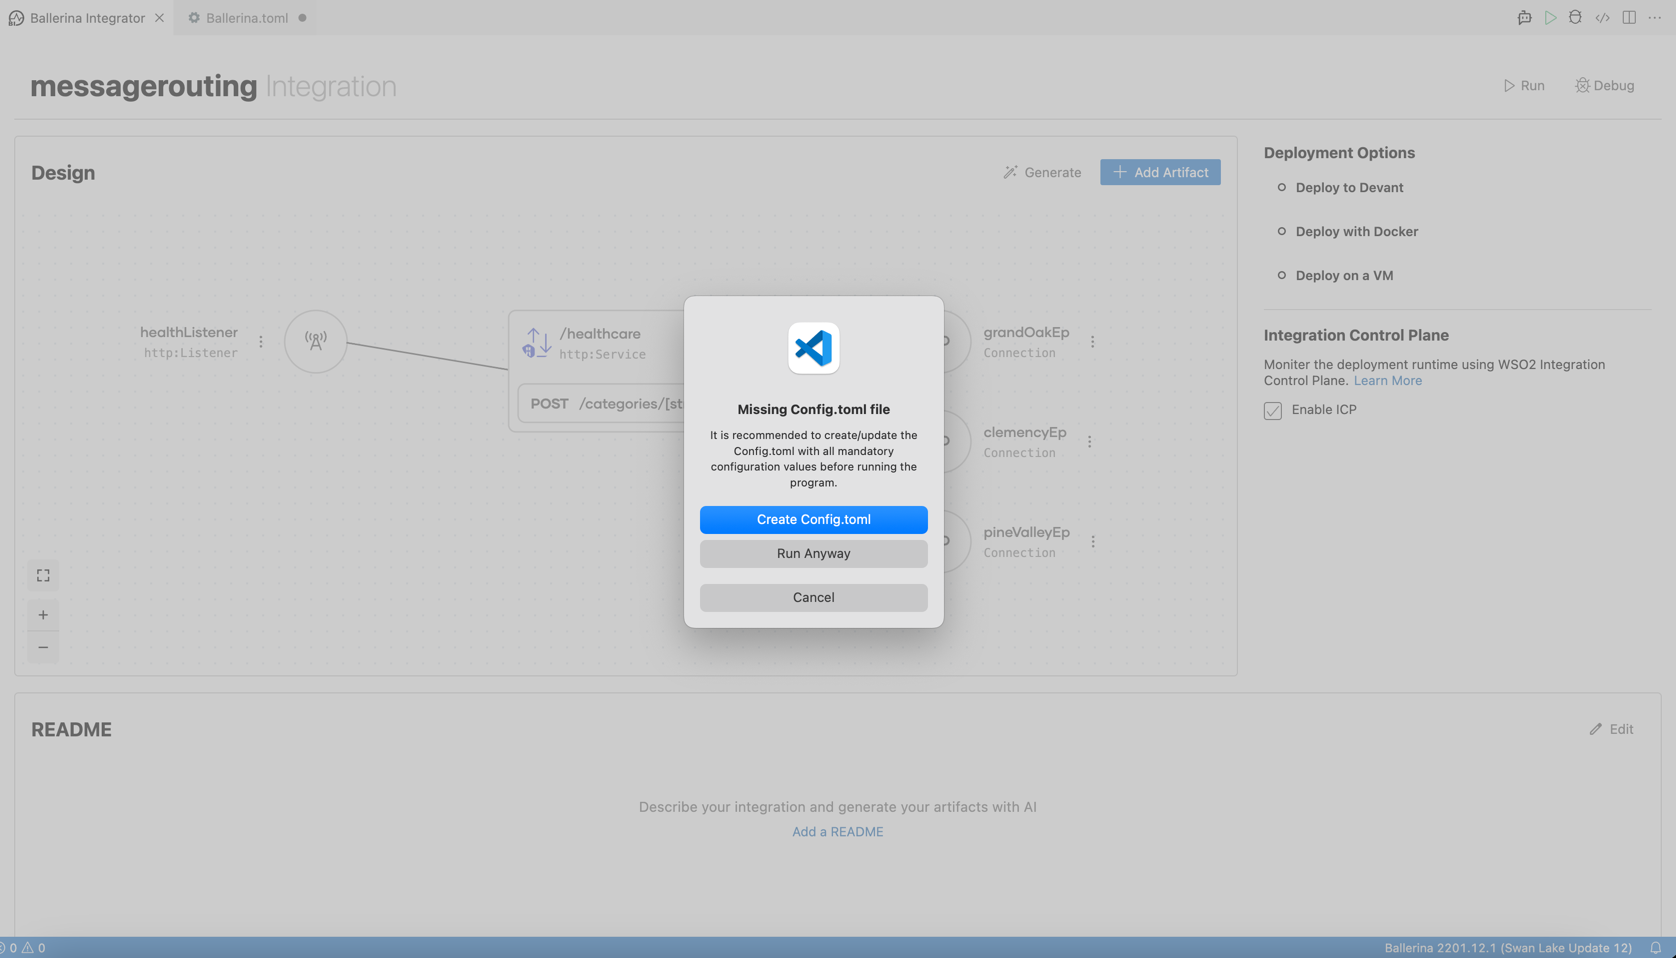 Ballerina Integrator
Ballerina.toml
messagerouting Integration
Run
Debug
Design
Generate
Add Artifact
healthListener
http:Listener
/healthcare
http:Service
POST /categories/[st
grandOakEp
Connection
clemencyEp
Connection
pineValleyEp
Connection
Missing Config.toml file
It is recommended to create/update the
Config.toml with all mandatory
configuration values before running the
program.
Create Config.toml
Run Anyway
Cancel
Deployment Options
Deploy to Devant
Deploy with Docker
Deploy on a VM
Integration Control Plane
Moniter the deployment runtime using WSO2 Integration
Control Plane. Learn More
Enable ICP
README
Edit
Describe your integration and generate your artifacts with AI
Add a README
0 0
Ballerina 2201.12.1 (Swan Lake Update 12)